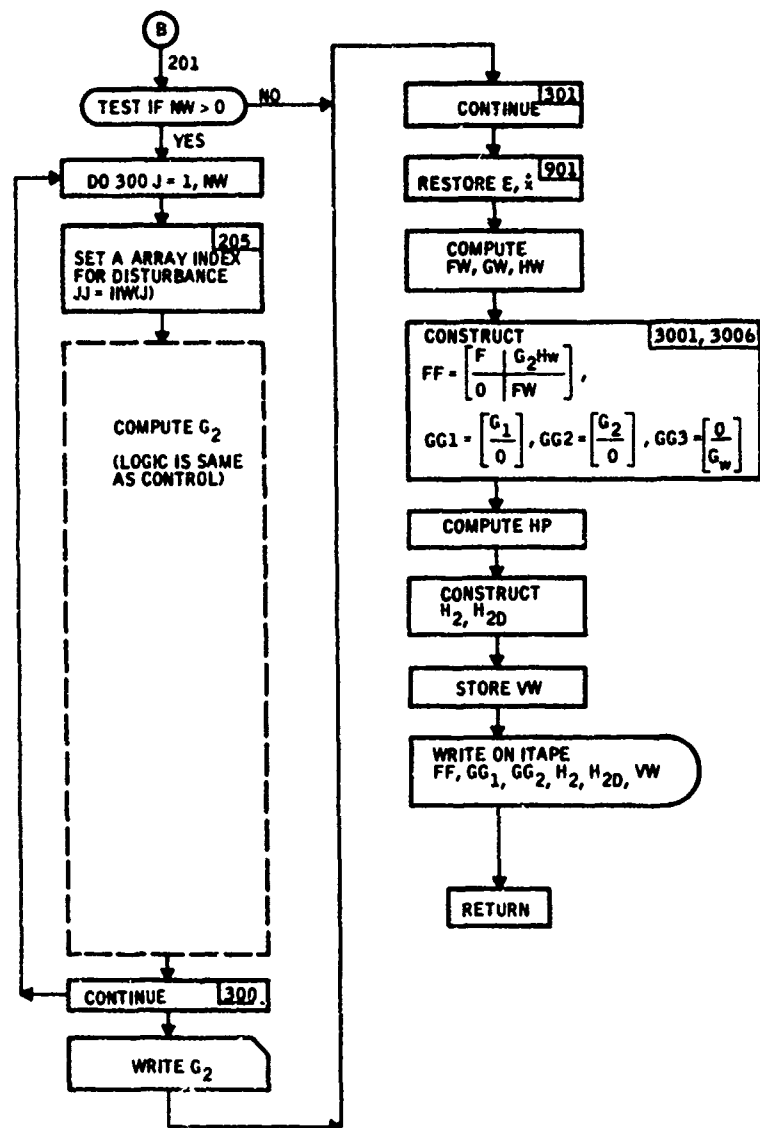 B
201
TEST IF NW > 0
NO
YES
DO 300 J = 1, NW
205
SET A ARRAY INDEX
FOR DISTURBANCE
JJ = IIW(J)
COMPUTE G2
(LOGIC IS SAME
AS CONTROL)
CONTINUE 300
WRITE G2
301
CONTINUE
901
RESTORE E, ẋ
COMPUTE
FW, GW, HW
CONSTRUCT 3001, 3006
FF = [F | G2Hw
0 | FW],
GG1 = [G1 / 0], GG2 = [G2 / 0], GG3 = [0 / Gw]
COMPUTE HP
CONSTRUCT
H2, H2D
STORE VW
WRITE ON ITAPE
FF, GG1, GG2, H2, H2D, VW
RETURN